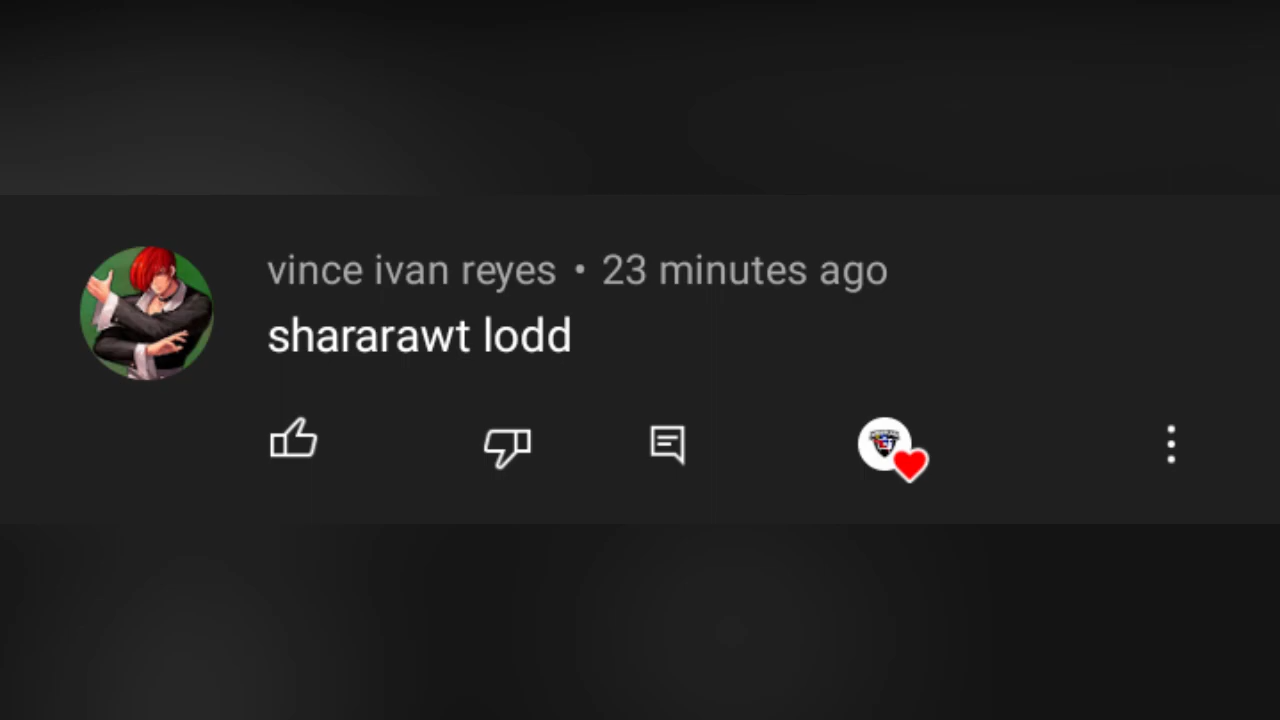 vince ivan reyes • 23 minutes ago
shararawt lodd